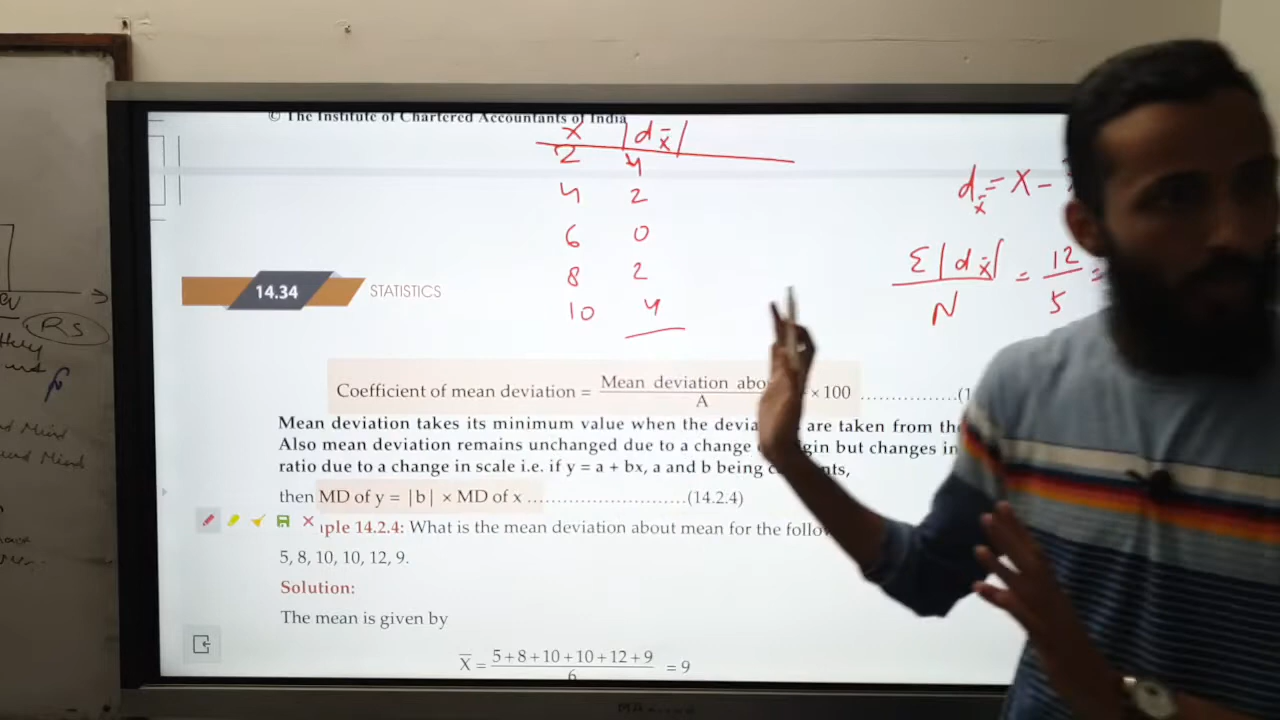 © The Institute of Chartered Accountants of India
x |d x̄|
2 4
4 2
6 0
8 2
10 4
d x̄ = x -
Σ|d x̄| / N = 12 / 5 =
14.34 STATISTICS
Coefficient of mean deviation = Mean deviation abo / A × 100 ................(1
Mean deviation takes its minimum value when the devia are taken from the
Also mean deviation remains unchanged due to a change gin but changes in
ratio due to a change in scale i.e. if y = a + bx, a and b being c nts,
then MD of y = |b| × MD of x ................................(14.2.4)
ple 14.2.4: What is the mean deviation about mean for the follo
5, 8, 10, 10, 12, 9.
Solution:
The mean is given by
X̄ = 5+8+10+10+12+9 / 6 = 9
RS